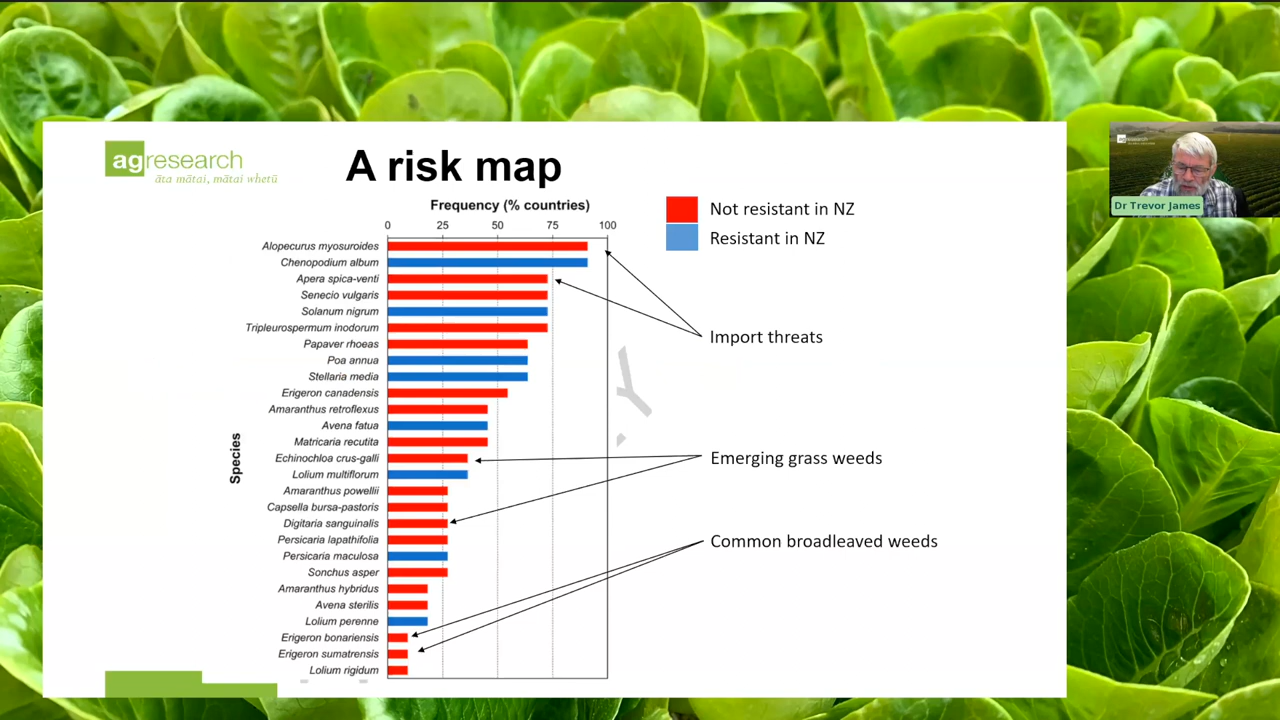 agresearch
āta mātai, mātai whetū
A risk map
Frequency (% countries)
0 25 50 75 100
Alopecurus myosuroides
Chenopodium album
Apera spica-venti
Senecio vulgaris
Solanum nigrum
Tripleurospermum inodorum
Papaver rhoeas
Poa annua
Stellaria media
Erigeron canadensis
Amaranthus retroflexus
Avena fatua
Matricaria recutita
Echinochloa crus-galli
Lolium multiflorum
Amaranthus powellii
Capsella bursa-pastoris
Digitaria sanguinalis
Persicaria lapathifolia
Persicaria maculosa
Sonchus asper
Amaranthus hybridus
Avena sterilis
Lolium perenne
Erigeron bonariensis
Erigeron sumatrensis
Lolium rigidum
Species
Not resistant in NZ
Resistant in NZ
Import threats
Emerging grass weeds
Common broadleaved weeds
Y
agresearch
Dr Trevor James